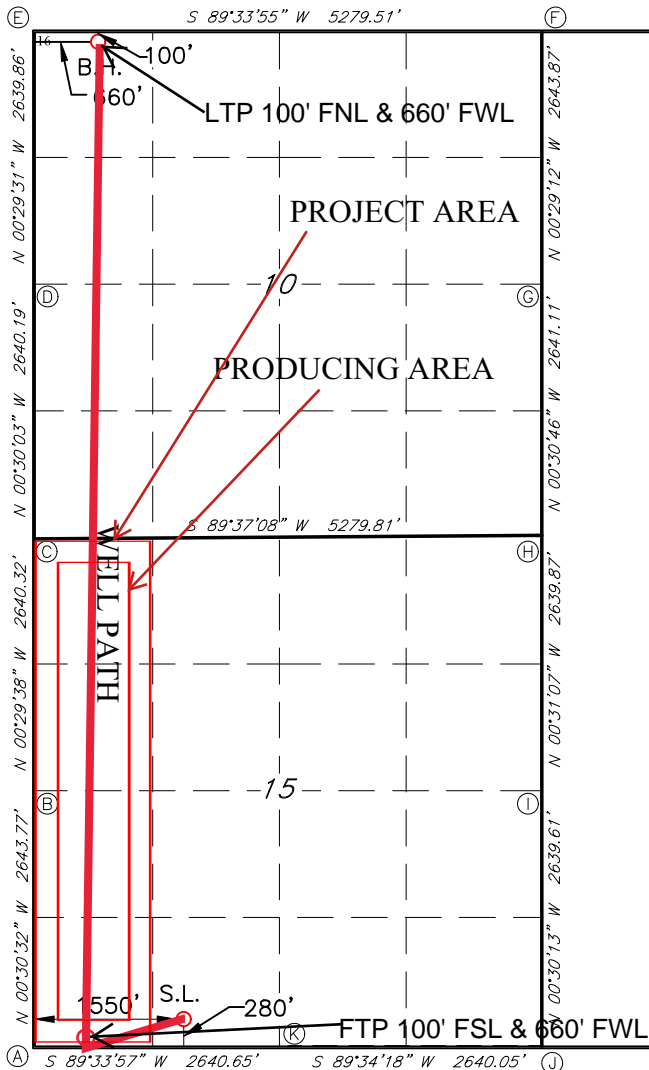 E
S 89°33'55" W 5279.51'
F
16
100'
B.H.
660'
LTP 100' FNL & 660' FWL
N 00°29'31" W 2639.86'
N 00°29'12" W 2643.87'
PROJECT AREA
10
D
G
PRODUCING AREA
N 00°30'03" W 2640.19'
N 00°30'46" W 2641.11'
S 89°37'08" W 5279.81'
C
H
WELL PATH
N 00°29'38" W 2640.32'
N 00°31'07" W 2639.87'
15
B
I
N 00°30'32" W 2643.77'
N 00°30'13" W 2639.61'
1550'
S.L.
280'
K
FTP 100' FSL & 660' FWL
A
S 89°33'57" W 2640.65'
S 89°34'18" W 2640.05'
J